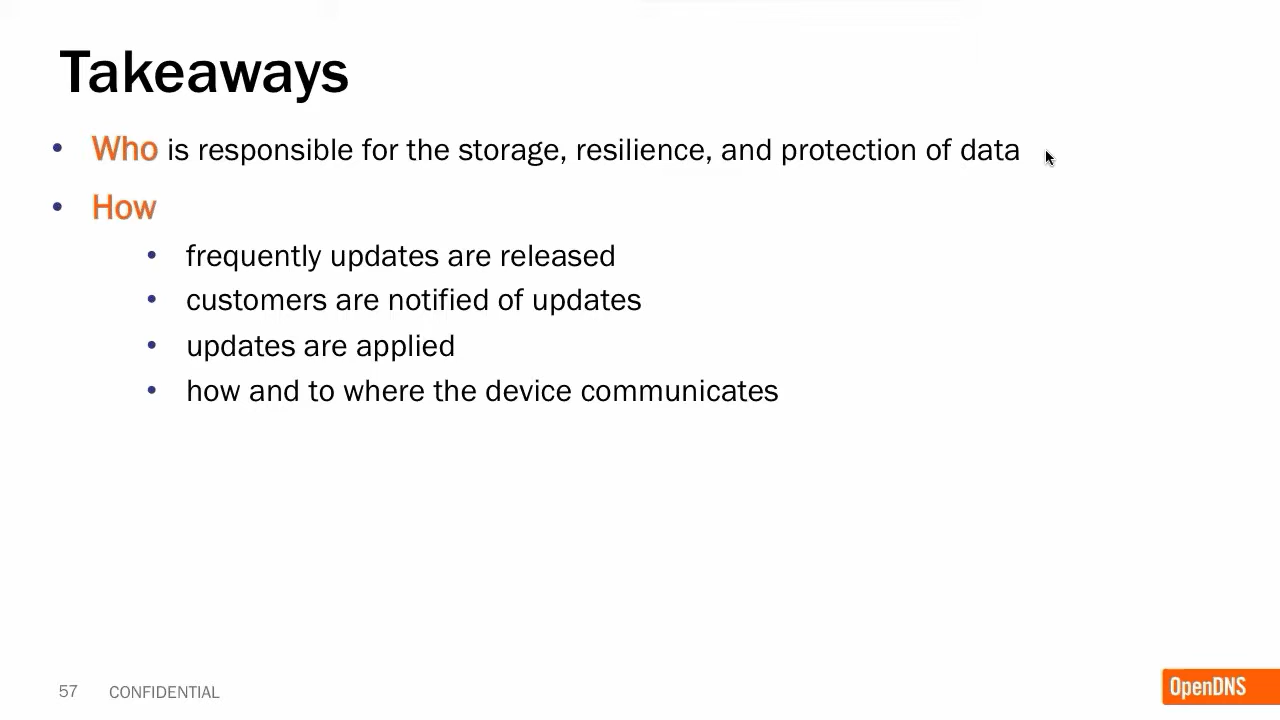 Takeaways
• Who is responsible for the storage, resilience, and protection of data
• How
• frequently updates are released
• customers are notified of updates
• updates are applied
• how and to where the device communicates
57 CONFIDENTIAL
OpenDNS